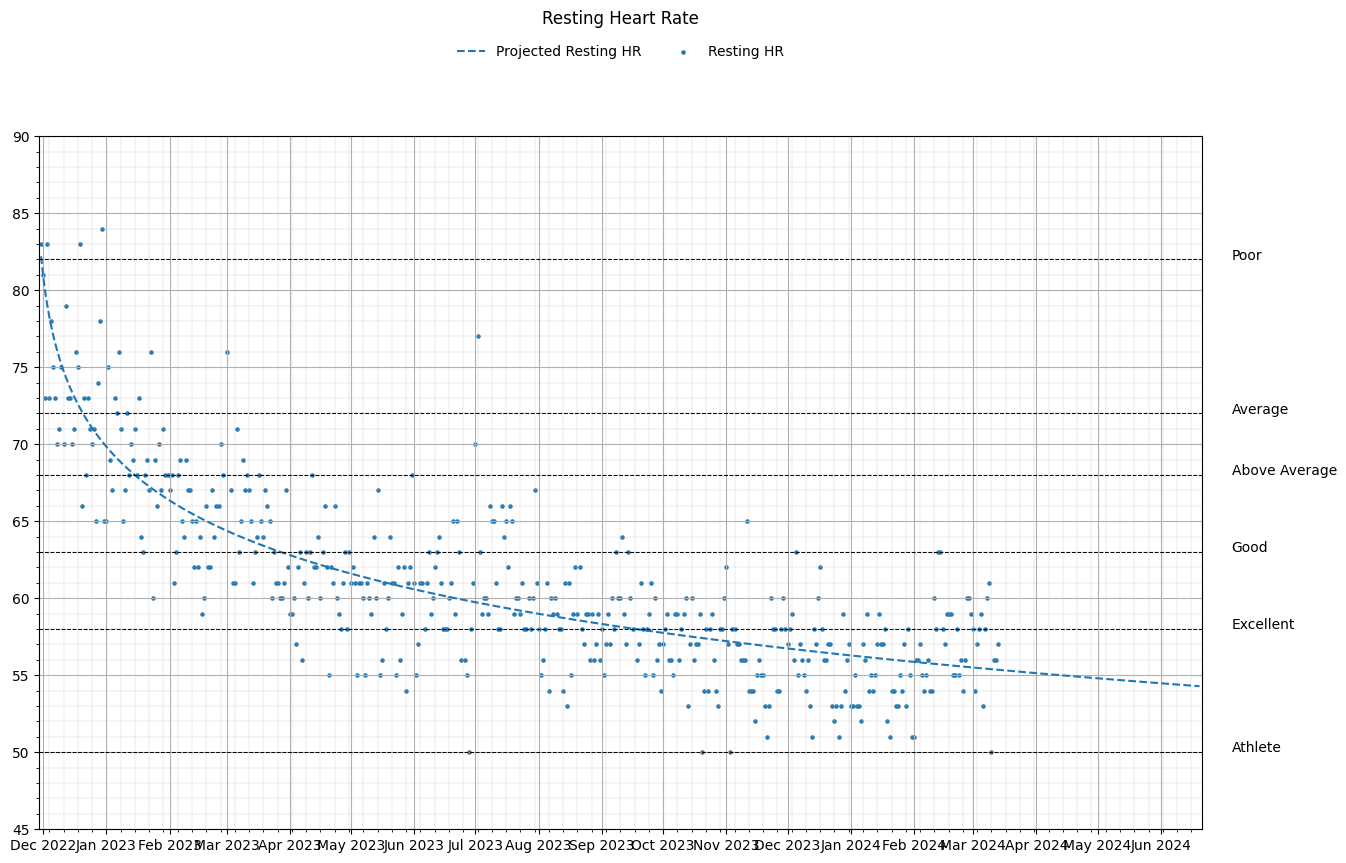 Resting Heart Rate
Projected Resting HR Resting HR
90
85
Poor
80
75
Average
70
Above Average
65
Good
60
Excellent
55
50
Athlete
45
Dec 2022 Jan 2023 Feb 2023 Mar 2023 Apr 2023 May 2023 Jun 2023 Jul 2023 Aug 2023 Sep 2023 Oct 2023 Nov 2023 Dec 2023 Jan 2024 Feb 2024 Mar 2024 Apr 2024 May 2024 Jun 2024